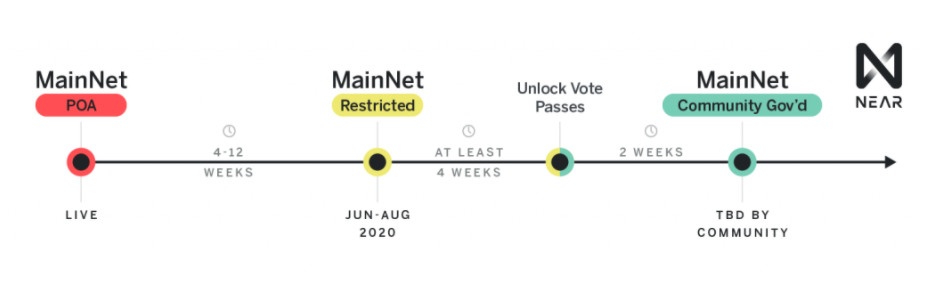 MainNet
POA
4-12
WEEKS
LIVE
MainNet
Restricted
AT LEAST
4 WEEKS
JUN-AUG
2020
Unlock Vote
Passes
2 WEEKS
MainNet
Community Gov'd
TBD BY
COMMUNITY
NEAR